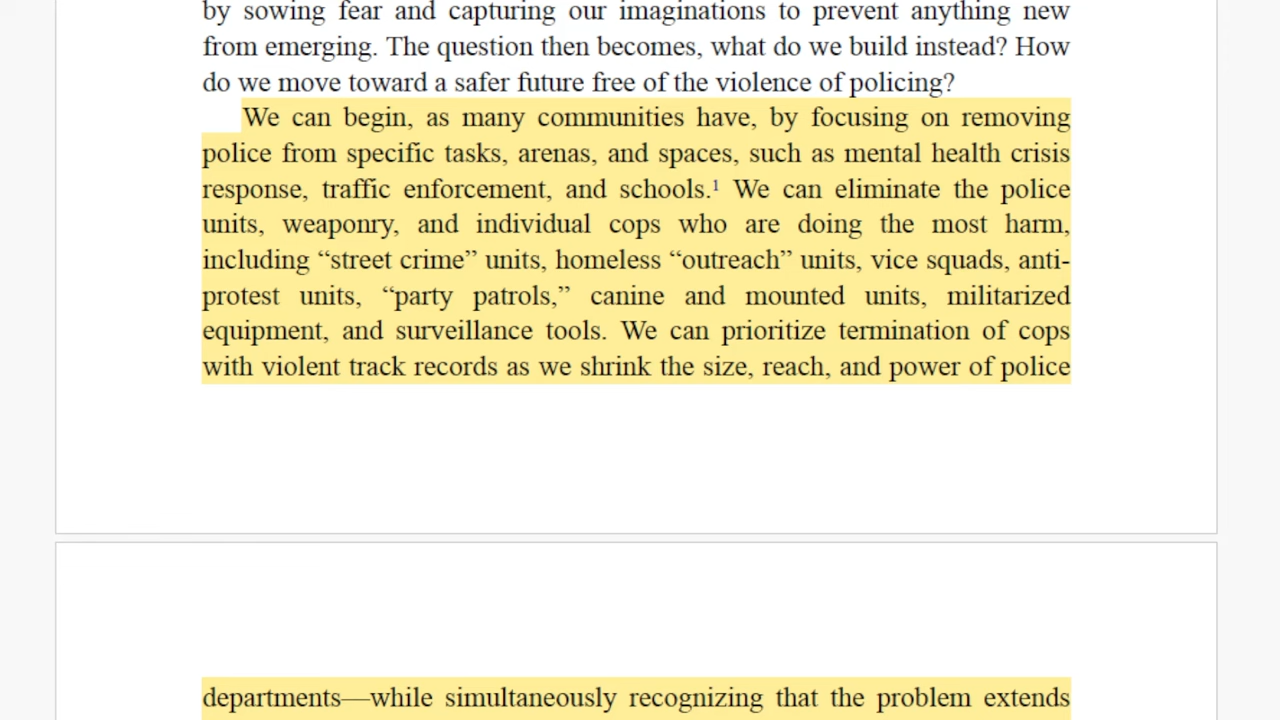 by sowing fear and capturing our imaginations to prevent anything new
from emerging. The question then becomes, what do we build instead? How
do we move toward a safer future free of the violence of policing?
We can begin, as many communities have, by focusing on removing
police from specific tasks, arenas, and spaces, such as mental health crisis
response, traffic enforcement, and schools.¹ We can eliminate the police
units, weaponry, and individual cops who are doing the most harm,
including “street crime” units, homeless “outreach” units, vice squads, anti-
protest units, “party patrols,” canine and mounted units, militarized
equipment, and surveillance tools. We can prioritize termination of cops
with violent track records as we shrink the size, reach, and power of police
departments—while simultaneously recognizing that the problem extends